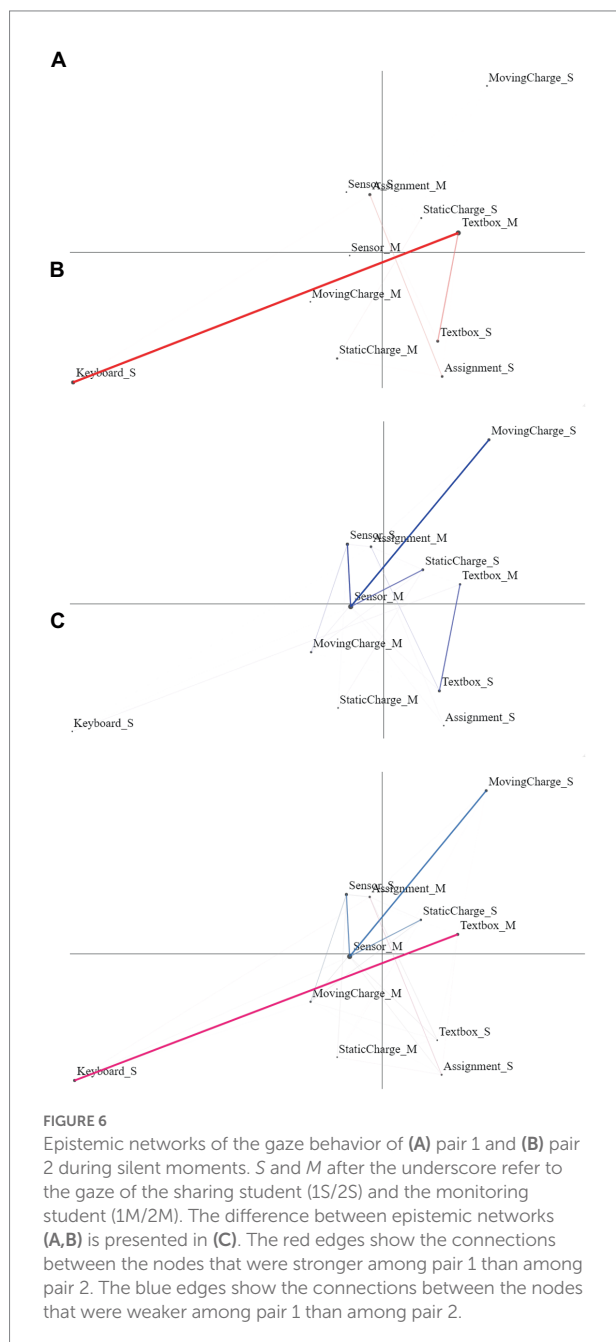 A
MovingCharge_S
Sensor_S
Assignment_M
StaticCharge_S
Textbox_M
Sensor_M
B
MovingCharge_M
Textbox_S
StaticCharge_M
Keyboard_S
Assignment_S
MovingCharge_S
Sensor_S
Assignment_M
StaticCharge_S
Textbox_M
Sensor_M
C
MovingCharge_M
Textbox_S
StaticCharge_M
Keyboard_S
Assignment_S
MovingCharge_S
Sensor_S
Assignment_M
StaticCharge_S
Textbox_M
Sensor_M
MovingCharge_M
Textbox_S
StaticCharge_M
Keyboard_S
Assignment_S
FIGURE 6
Epistemic networks of the gaze behavior of (A) pair 1 and (B) pair
2 during silent moments. S and M after the underscore refer to
the gaze of the sharing student (1S/2S) and the monitoring
student (1M/2M). The difference between epistemic networks
(A,B) is presented in (C). The red edges show the connections
between the nodes that were stronger among pair 1 than among
pair 2. The blue edges show the connections between the nodes
that were weaker among pair 1 than among pair 2.